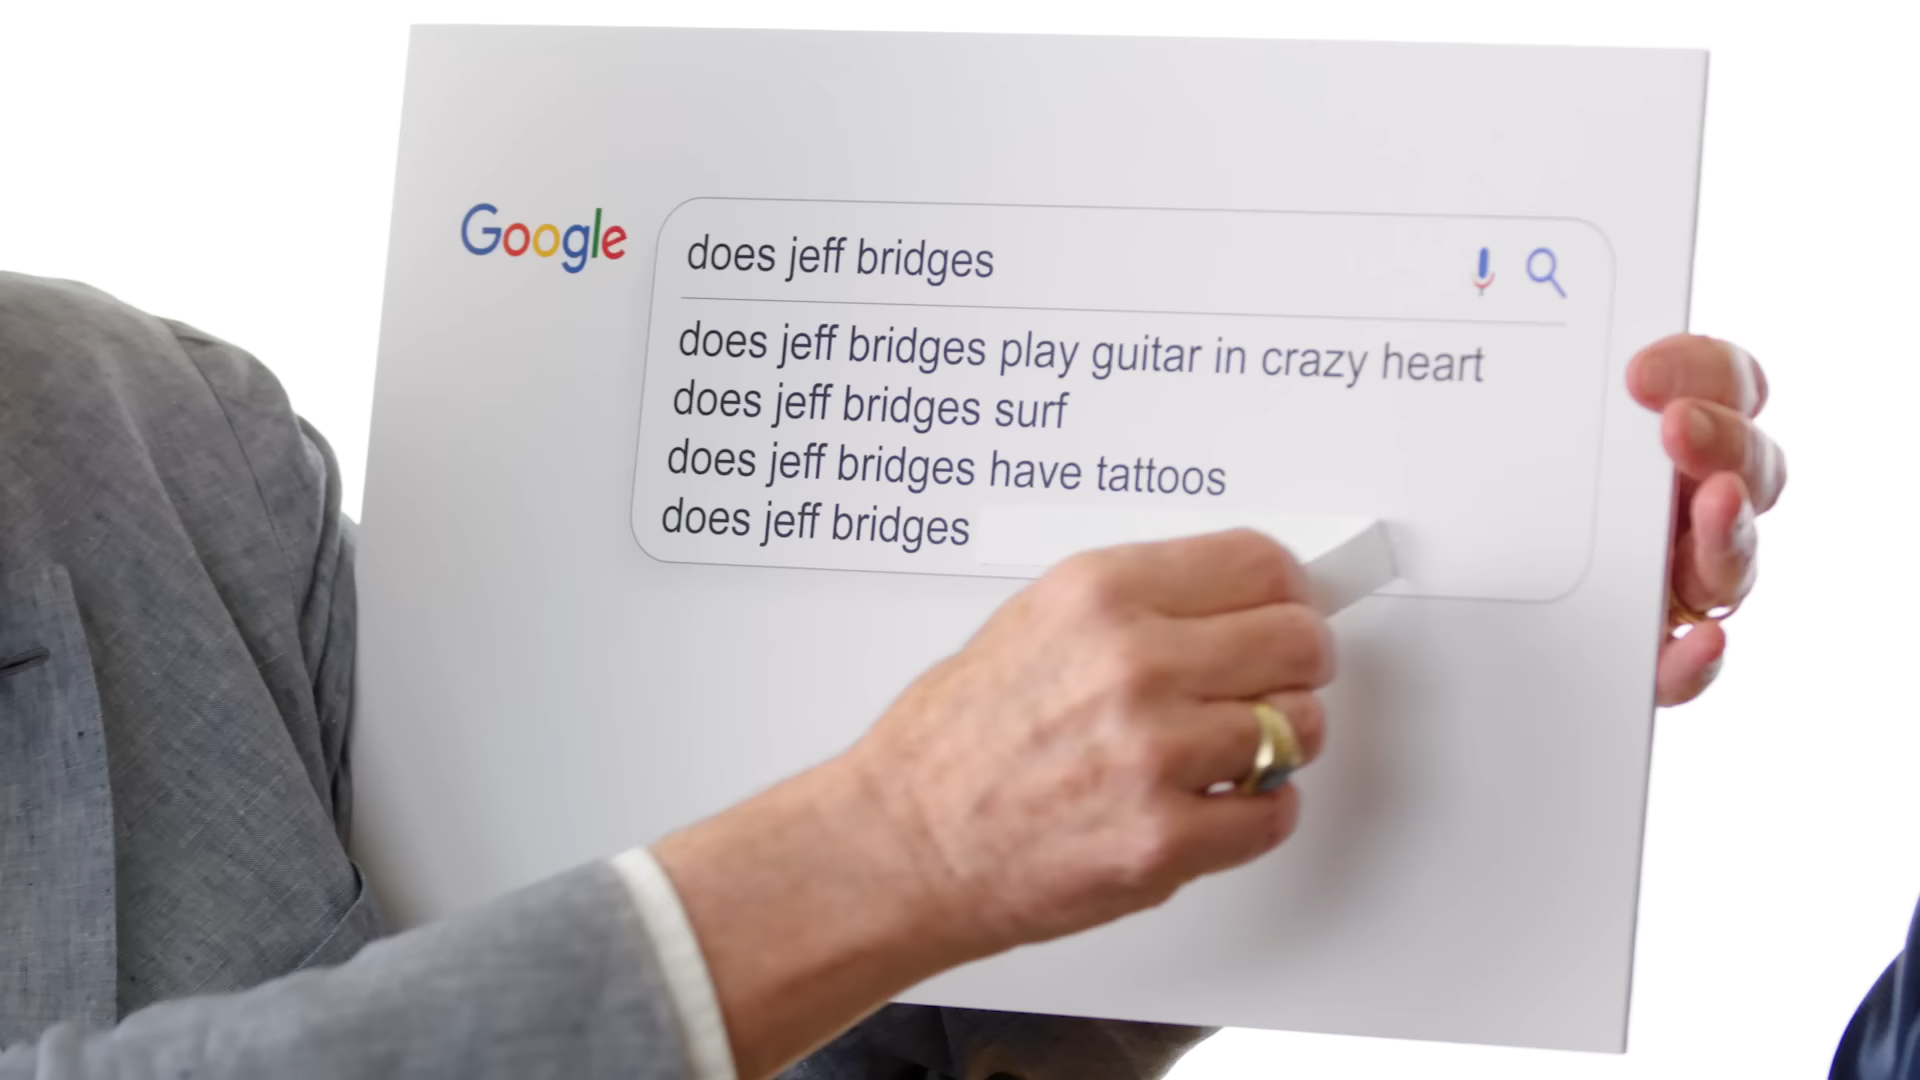 Google
does jeff bridges
does jeff bridges play guitar in crazy heart
does jeff bridges surf
does jeff bridges have tattoos
does jeff bridges